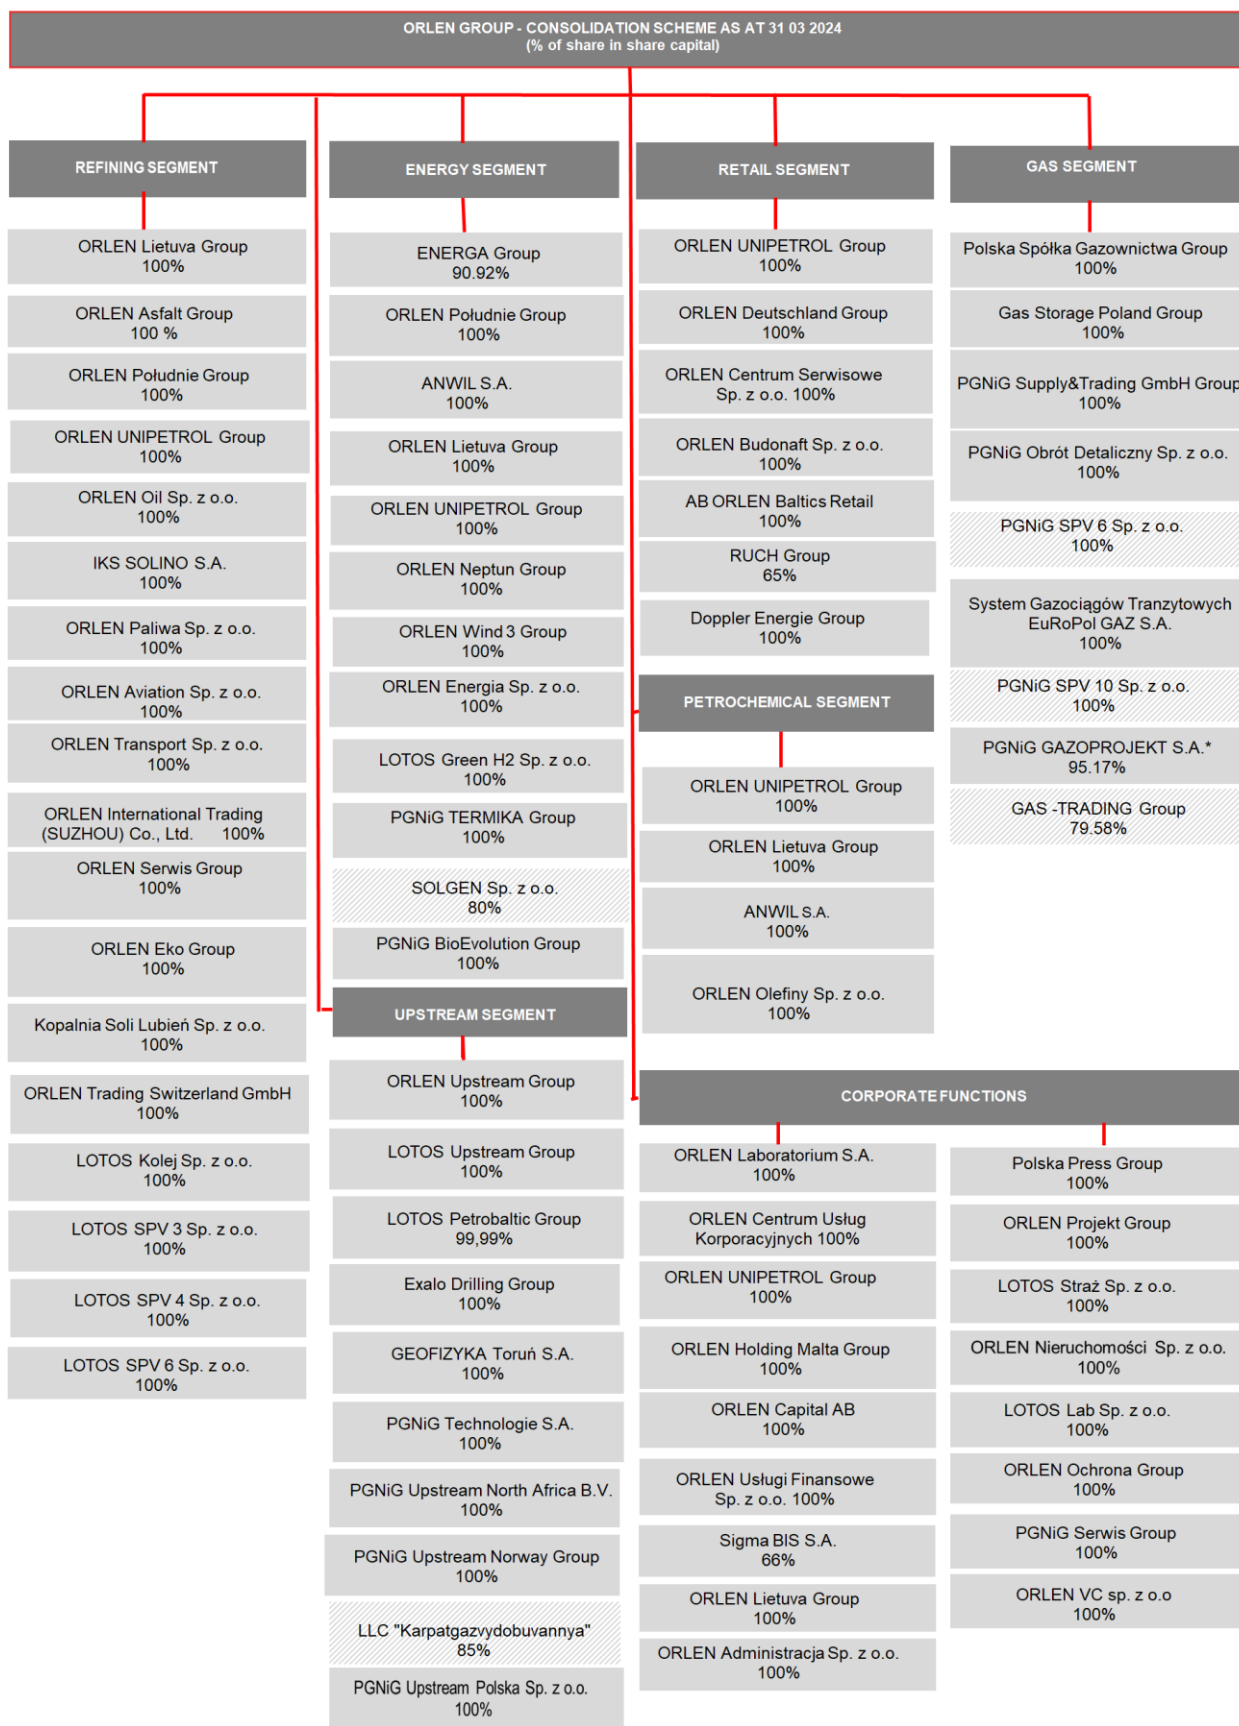 ORLEN GROUP - CONSOLIDATION SCHEME AS AT 31 03 2024
(% of share in share capital)
REFINING SEGMENT
ORLEN Lietuva Group
100%
ORLEN Asfalt Group
100 %
ORLEN Południe Group
100%
ORLEN UNIPETROL Group
100%
ORLEN Oil Sp. z o.o.
100%
IKS SOLINO S.A.
100%
ORLEN Paliwa Sp. z o.o.
100%
ORLEN Aviation Sp. z o.o.
100%
ORLEN Transport Sp. z o.o.
100%
ORLEN International Trading
(SUZHOU) Co., Ltd. 100%
ORLEN Serwis Group
100%
ORLEN Eko Group
100%
Kopalnia Soli Lubień Sp. z o.o.
100%
ORLEN Trading Switzerland GmbH
100%
LOTOS Kolej Sp. z o.o.
100%
LOTOS SPV 3 Sp. z o.o.
100%
LOTOS SPV 4 Sp. z o.o.
100%
LOTOS SPV 6 Sp. z o.o.
100%
ENERGY SEGMENT
ENERGA Group
90.92%
ORLEN Południe Group
100%
ANWIL S.A.
100%
ORLEN Lietuva Group
100%
ORLEN UNIPETROL Group
100%
ORLEN Neptun Group
100%
ORLEN Wind 3 Group
100%
ORLEN Energia Sp. z o.o.
100%
LOTOS Green H2 Sp. z o.o.
100%
PGNiG TERMIKA Group
100%
SOLGEN Sp. z o.o.
80%
PGNiG BioEvolution Group
100%
UPSTREAM SEGMENT
ORLEN Upstream Group
100%
LOTOS Upstream Group
100%
LOTOS Petrobaltic Group
99,99%
Exalo Drilling Group
100%
GEOFIZYKA Toruń S.A.
100%
PGNiG Technologie S.A.
100%
PGNiG Upstream North Africa B.V.
100%
PGNiG Upstream Norway Group
100%
LLC "Karpatgazvydobuvannya"
85%
PGNiG Upstream Polska Sp. z o.o.
100%
RETAIL SEGMENT
ORLEN UNIPETROL Group
100%
ORLEN Deutschland Group
100%
ORLEN Centrum Serwisowe
Sp. z o.o. 100%
ORLEN Budonaft Sp. z o.o.
100%
AB ORLEN Baltics Retail
100%
RUCH Group
65%
Doppler Energie Group
100%
PETROCHEMICAL SEGMENT
ORLEN UNIPETROL Group
100%
ORLEN Lietuva Group
100%
ANWIL S.A.
100%
ORLEN Olefiny Sp. z o.o.
100%
GAS SEGMENT
Polska Spółka Gazownictwa Group
100%
Gas Storage Poland Group
100%
PGNiG Supply&Trading GmbH Group
100%
PGNiG Obrót Detaliczny Sp. z o.o.
100%
PGNiG SPV 6 Sp. z o.o.
100%
System Gazociągów Tranzytowych
EuRoPol GAZ S.A.
100%
PGNiG SPV 10 Sp. z o.o.
100%
PGNiG GAZOPROJEKT S.A.*
95.17%
GAS -TRADING Group
79.58%
CORPORATE FUNCTIONS
ORLEN Laboratorium S.A.
100%
ORLEN Centrum Usług
Korporacyjnych 100%
ORLEN UNIPETROL Group
100%
ORLEN Holding Malta Group
100%
ORLEN Capital AB
100%
ORLEN Usługi Finansowe
Sp. z o.o. 100%
Sigma BIS S.A.
66%
ORLEN Lietuva Group
100%
ORLEN Administracja Sp. z o.o.
100%
Polska Press Group
100%
ORLEN Projekt Group
100%
LOTOS Straż Sp. z o.o.
100%
ORLEN Nieruchomości Sp. z o.o.
100%
LOTOS Lab Sp. z o.o.
100%
ORLEN Ochrona Group
100%
PGNiG Serwis Group
100%
ORLEN VC sp. z o.o
100%